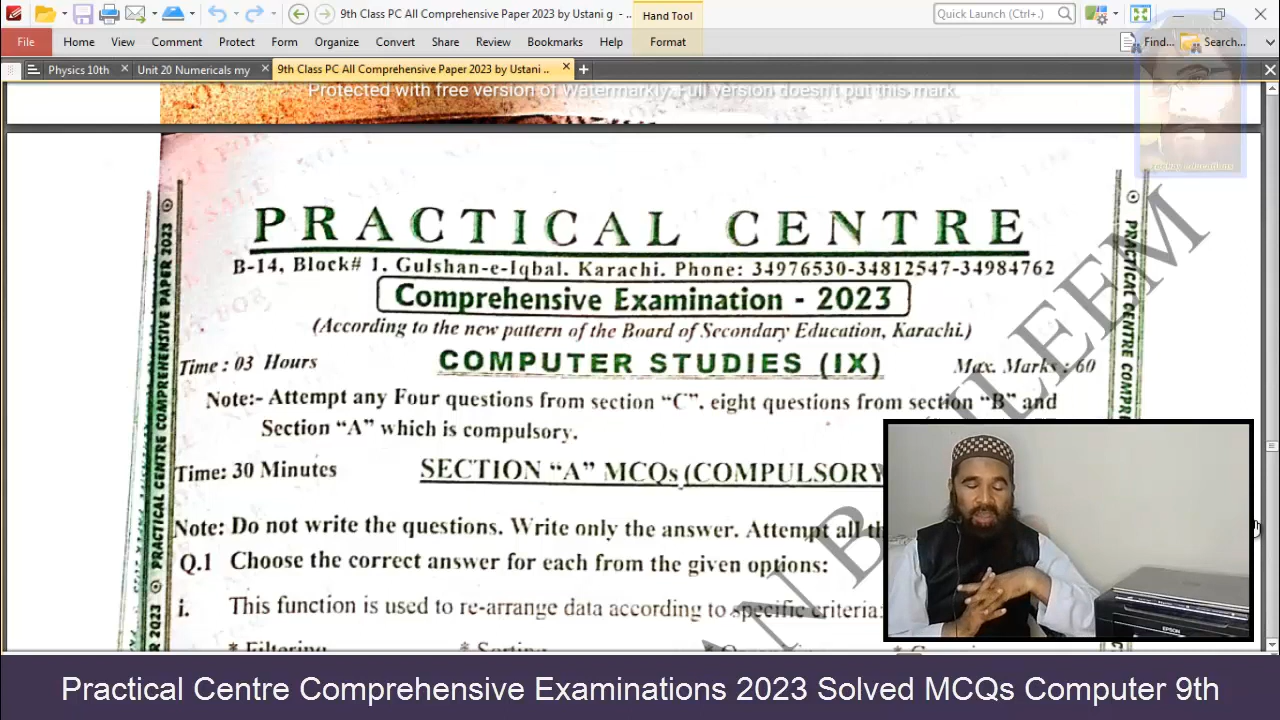 9th Class PC All Comprehensive Paper 2023 by Ustani g - ...
Hand Tool
Quick Launch (Ctrl+.)
File Home View Comment Protect Form Organize Convert Share Review Bookmarks Help Format Find... Search...
Physics 10th
Unit 20 Numericals my
9th Class PC All Comprehensive Paper 2023 by Ustani ..
Protected with free version of Watermarkly. Full version doesn't put this mark.
PRACTICAL CENTRE
B-14, Block# 1, Gulshan-e-Iqbal. Karachi. Phone: 34976530-34812547-34984762
Comprehensive Examination - 2023
(According to the new pattern of the Board of Secondary Education, Karachi.)
Time : 03 Hours
COMPUTER STUDIES (IX)
Max. Marks : 60
Note:- Attempt any Four questions from section “C”. eight questions from section “B” and
Section “A” which is compulsory.
Time: 30 Minutes
SECTION “A” MCQs (COMPULSORY
Note: Do not write the questions. Write only the answer. Attempt all th
Q.1 Choose the correct answer for each from the given options:
i. This function is used to re-arrange data according to specific criteria:
* Filtering * Sorting
PRACTICAL CENTRE COMPREHENSIVE PAPER 2023
PRACTICAL CENTRE COMPRE
EPSON
Practical Centre Comprehensive Examinations 2023 Solved MCQs Computer 9th